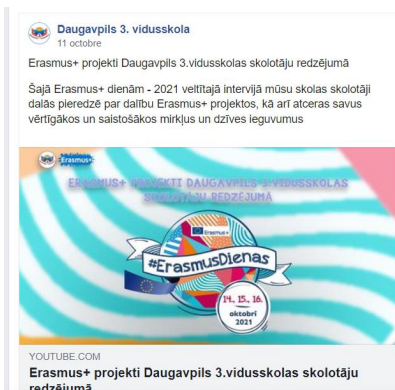 Daugavpils 3. vidusskola
11 octobre
Erasmus+ projekti Daugavpils 3.vidusskolas skolotāju redzējumā
Šajā Erasmus+ dienām - 2021 veltītajā intervijā mūsu skolas skolotāji
dalās pieredzē par dalību Erasmus+ projektos, kā arī atceras savus
vērtīgākos un saistošākos mirkļus un dzīves ieguvumus
Erasmus+
ERASMUS+ PROJEKTI DAUGAVPILS 3.VIDUSSKOLAS
SKOLOTĀJU REDZĒJUMĀ
Erasmus+
#ErasmusDienas
14., 15., 16.
oktobrī
2021
YOUTUBE.COM
Erasmus+ projekti Daugavpils 3.vidusskolas skolotāju
redzējumā